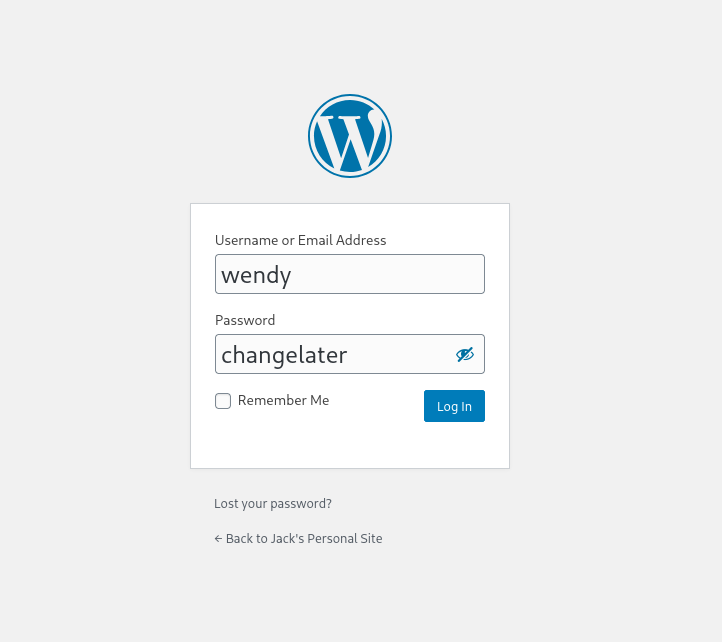 Username or Email Address
wendy
Password
changelater
Remember Me
Log In
Lost your password?
← Back to Jack's Personal Site